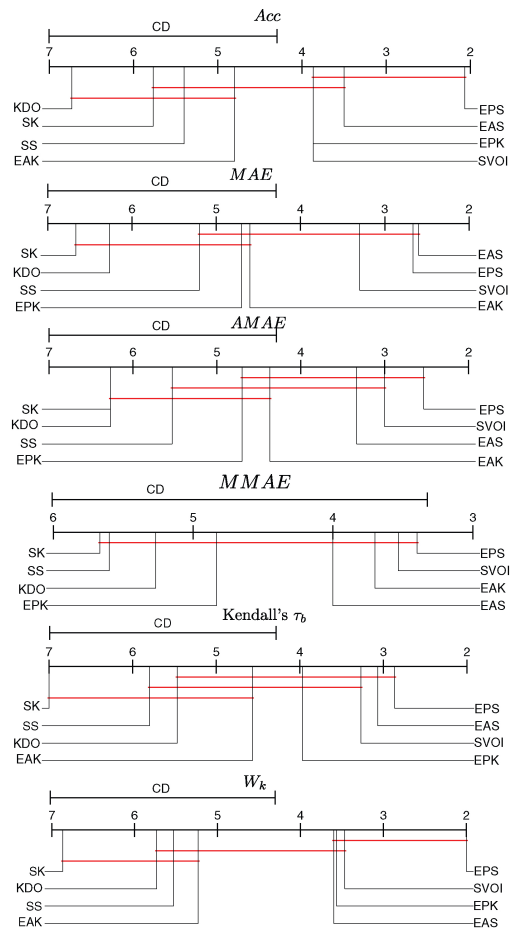 Acc
CD
7 6 5 4 3 2
KDO EPS
SK EAS
SS EPK
EAK SVOI
MAE
CD
7 6 5 4 3 2
SK EAS
KDO EPS
SS SVOI
EPK EAK
AMAE
CD
7 6 5 4 3 2
SK EPS
KDO SVOI
SS EAS
EPK EAK
MMAE
CD
6 5 4 3
SK EPS
SS SVOI
KDO EAK
EPK EAS
Kendall's τb
CD
7 6 5 4 3 2
SK EPS
SS EAS
KDO SVOI
EAK EPK
Wk
CD
7 6 5 4 3 2
SK EPS
KDO SVOI
SS EPK
EAK EAS